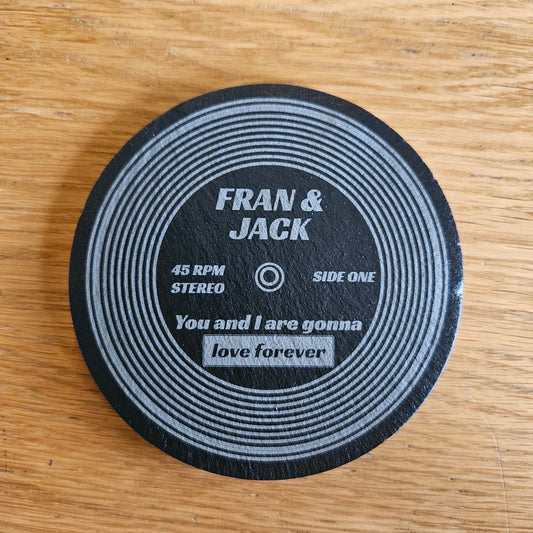 FRAN &
JACK
45 RPM
STEREO
SIDE ONE
You and I are gonna
love forever